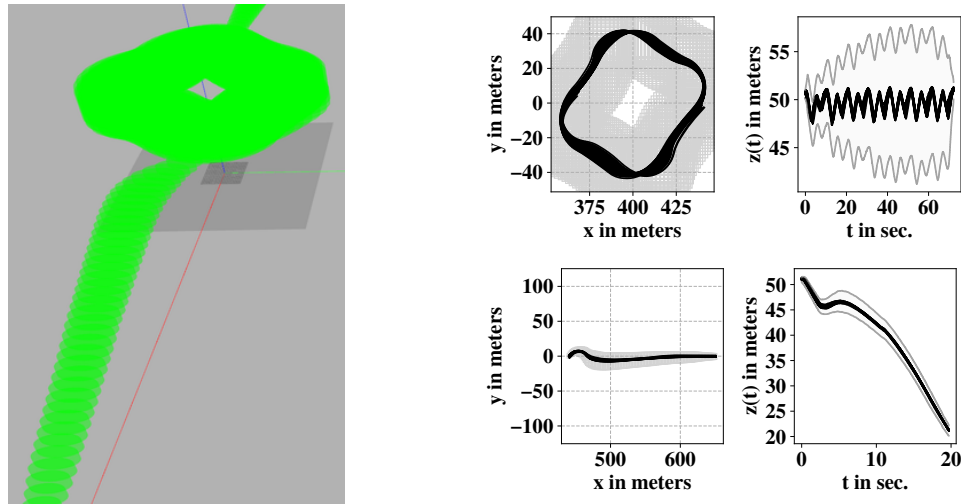 40
20
0
−20
−40
y in meters
375 400 425
x in meters
55
50
45
z(t) in meters
0 20 40 60
t in sec.
100
50
0
−50
−100
y in meters
500 600
x in meters
50
45
40
35
30
25
20
z(t) in meters
0 10 20
t in sec.